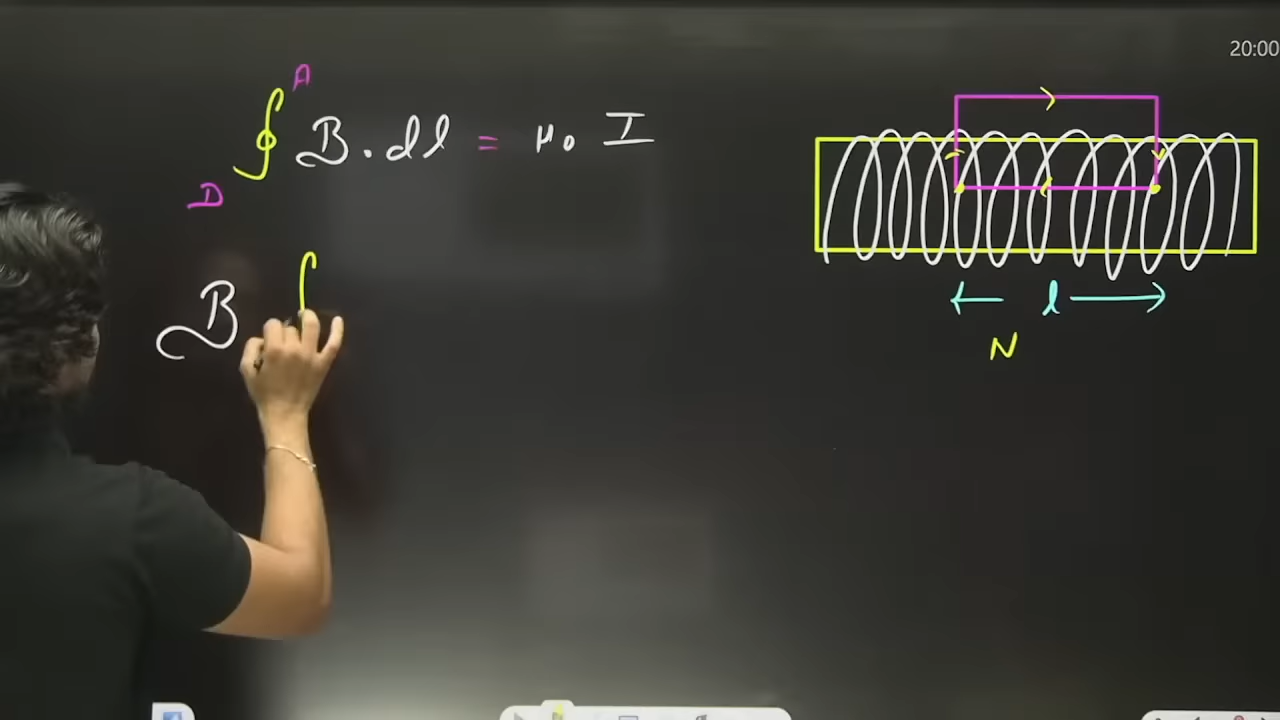 20:00
A
∮ B . dl = μ₀ I
D
B ∫
← l →
N